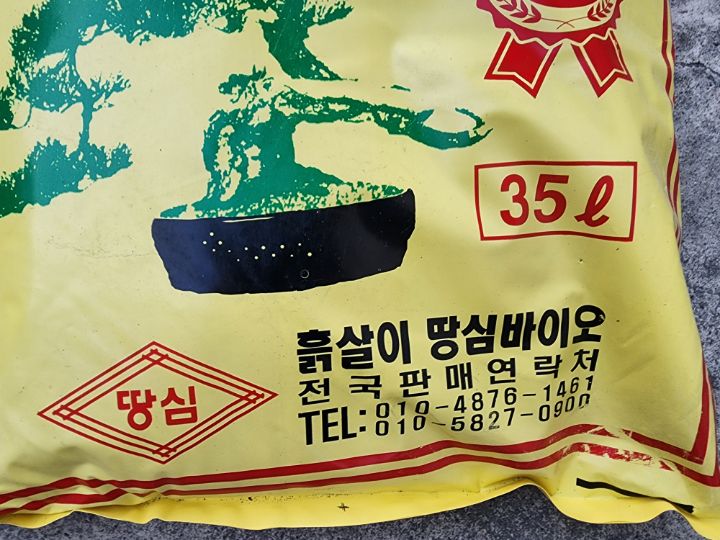 35ℓ
흙살이 땅심바이오
전국판매연락처
TEL: 010-4876-1461
010-5827-0900
땅심